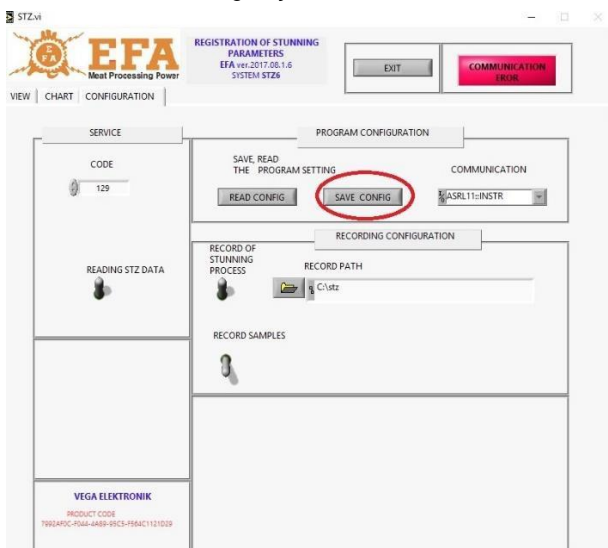 STZ.vi
EFA
EFA
Meat Processing Power
REGISTRATION OF STUNNING
PARAMETERS
EFA ver.2017.08.1.6
SYSTEM STZ6
EXIT
COMMUNICATION
EROR
VIEW CHART CONFIGURATION
SERVICE
CODE
129
READING STZ DATA
PROGRAM CONFIGURATION
SAVE, READ
THE PROGRAM SETTING
READ CONFIG
SAVE CONFIG
COMMUNICATION
ASRL11::INSTR
RECORDING CONFIGURATION
RECORD OF
STUNNING
PROCESS
RECORD PATH
C:\stz
RECORD SAMPLES
VEGA ELEKTRONIK
PRODUCT CODE